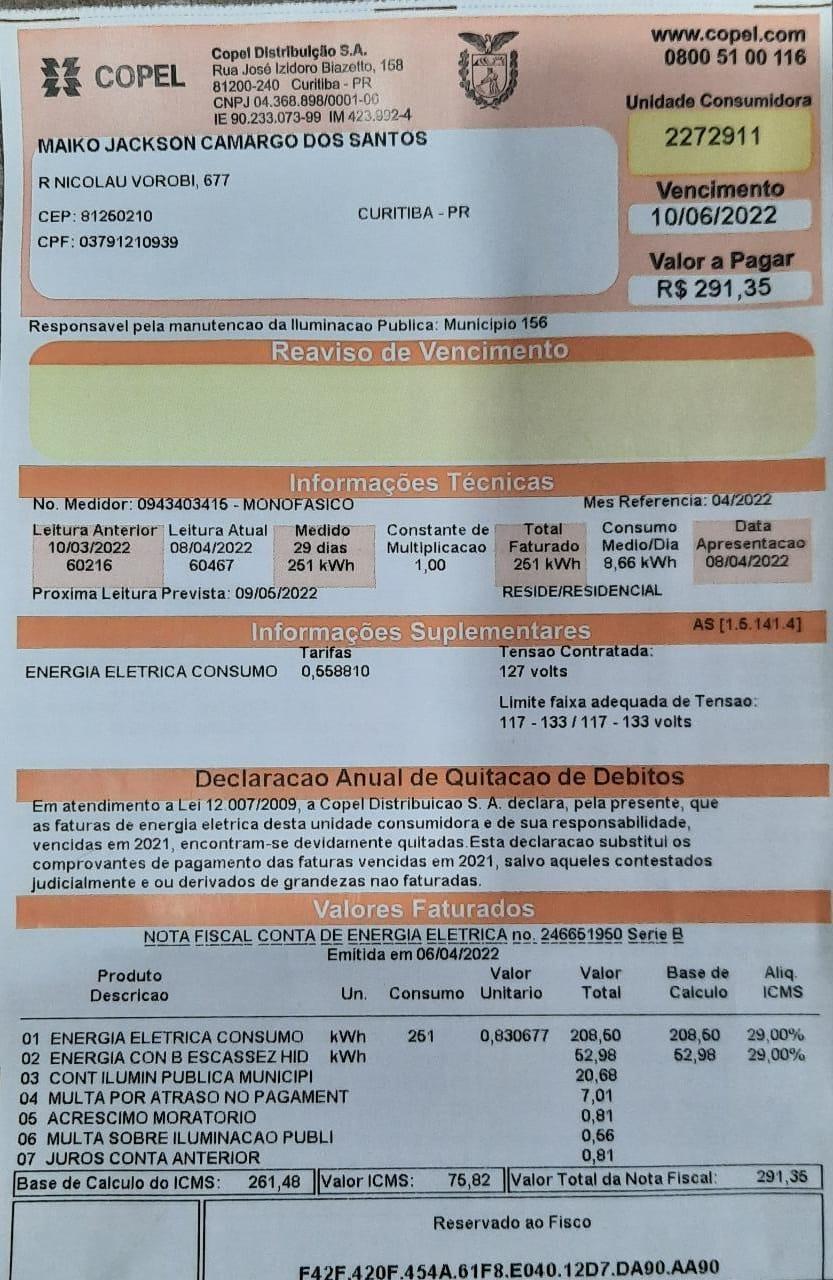 COPEL
Copel Distribuição S.A.
Rua José Izidoro Biazetto, 158
81200-240 Curitiba - PR
CNPJ 04.368.898/0001-06
IE 90.233.073-99 IM 423.992-4
www.copel.com
0800 51 00 116
Unidade Consumidora
2272911
MAIKO JACKSON CAMARGO DOS SANTOS
R NICOLAU VOROBI, 677
CEP: 81260210 CURITIBA - PR
CPF: 03791210939
Vencimento
10/06/2022
Valor a Pagar
R$ 291,35
Responsavel pela manutencao da Iluminacao Publica: Municipio 156
Reaviso de Vencimento
Informações Técnicas
No. Medidor: 0943403415 - MONOFASICO Mes Referencia: 04/2022
Leitura Anterior Leitura Atual Medido Constante de Total Consumo Data
10/03/2022 08/04/2022 29 dias Multiplicacao Faturado Medio/Dia Apresentacao
60216 60467 251 kWh 1,00 251 kWh 8,66 kWh 08/04/2022
Proxima Leitura Prevista: 09/05/2022 RESIDE/RESIDENCIAL
Informações Suplementares AS [1.5.141.4]
Tarifas Tensao Contratada:
ENERGIA ELETRICA CONSUMO 0,558810 127 volts
Limite faixa adequada de Tensao:
117 - 133 / 117 - 133 volts
Declaracao Anual de Quitacao de Debitos
Em atendimento a Lei 12.007/2009, a Copel Distribuicao S. A. declara, pela presente, que
as faturas de energia eletrica desta unidade consumidora e de sua responsabilidade,
vencidas em 2021, encontram-se devidamente quitadas.Esta declaracao substitui os
comprovantes de pagamento das faturas vencidas em 2021, salvo aqueles contestados
judicialmente e ou derivados de grandezas nao faturadas.
Valores Faturados
NOTA FISCAL CONTA DE ENERGIA ELETRICA no. 246651950 Serie B
Emitida em 06/04/2022
Produto Valor Valor Base de Aliq.
Descricao Un. Consumo Unitario Total Calculo ICMS
01 ENERGIA ELETRICA CONSUMO kWh 251 0,830677 208,50 208,50 29,00%
02 ENERGIA CON B ESCASSEZ HID kWh 52,98 52,98 29,00%
03 CONT ILUMIN PUBLICA MUNICIPI 20,68
04 MULTA POR ATRASO NO PAGAMENT 7,01
05 ACRESCIMO MORATORIO 0,81
06 MULTA SOBRE ILUMINACAO PUBLI 0,56
07 JUROS CONTA ANTERIOR 0,81
Base de Calculo do ICMS: 261,48 Valor ICMS: 75,82 Valor Total da Nota Fiscal: 291,35
Reservado ao Fisco
F42F.420F.454A.61F8.E040.12D7.DA90.AA90